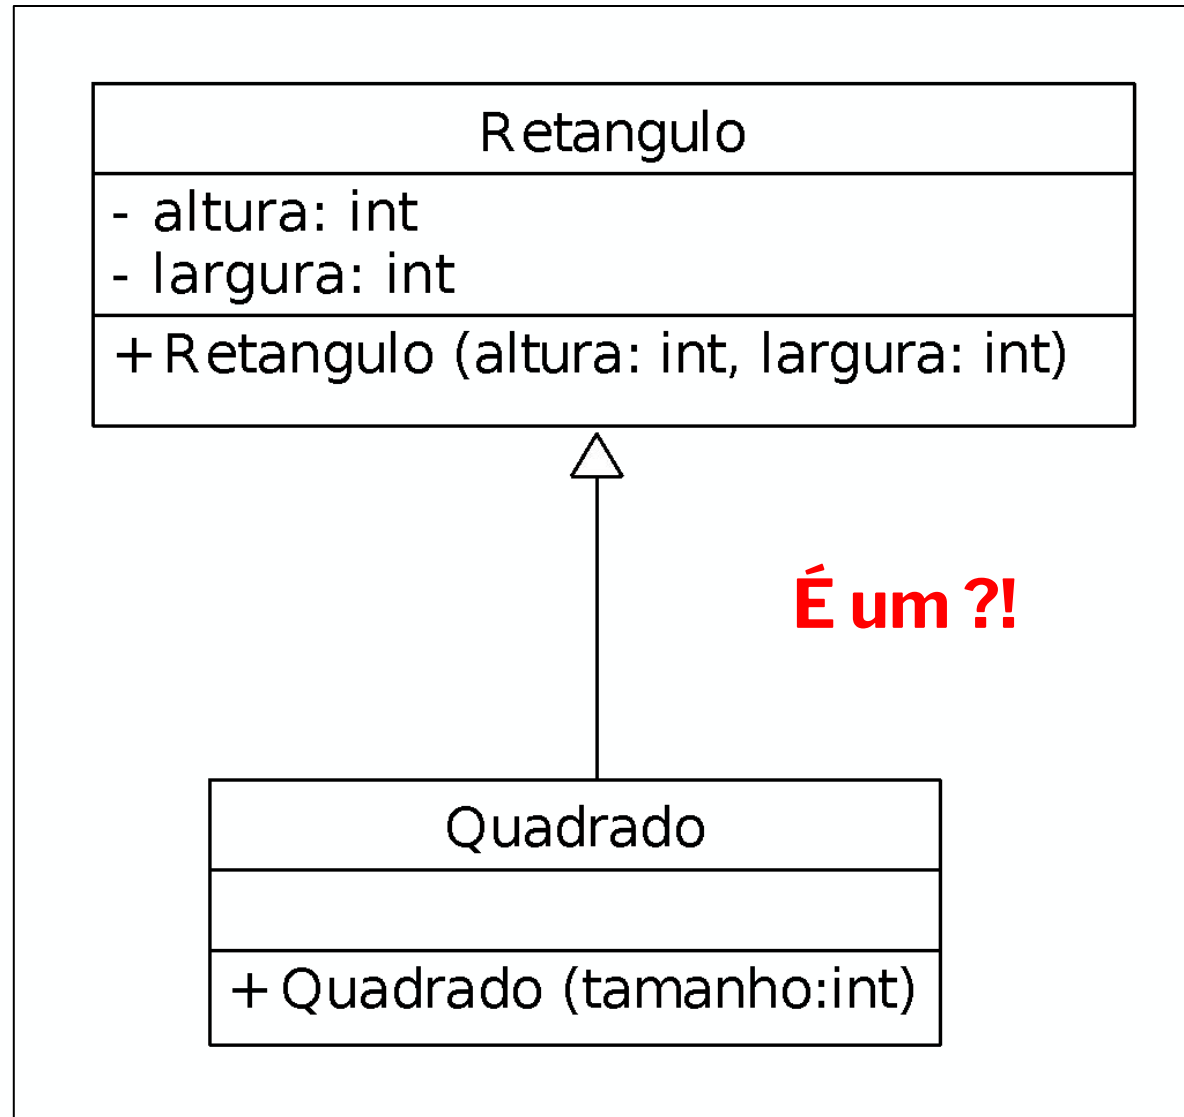 Retangulo
- altura: int
- largura: int
+ Retangulo (altura: int, largura: int)
É um ?!
Quadrado
+ Quadrado (tamanho:int)